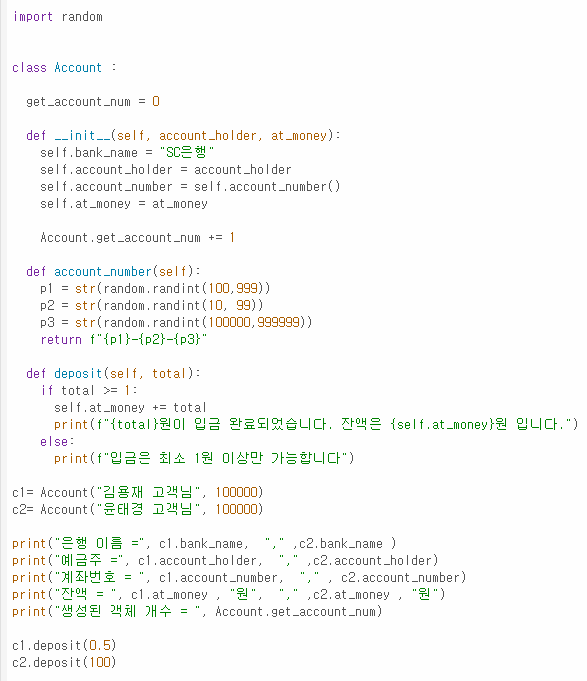 import random
class Account :
  get_account_num = 0
  def __init__(self, account_holder, at_money):
    self.bank_name = "SC은행"
    self.account_holder = account_holder
    self.account_number = self.account_number()
    self.at_money = at_money
    Account.get_account_num += 1
  def account_number(self):
    p1 = str(random.randint(100,999))
    p2 = str(random.randint(10, 99))
    p3 = str(random.randint(100000,999999))
    return f"{p1}-{p2}-{p3}"
  def deposit(self, total):
    if total >= 1:
      self.at_money += total
      print(f"{total}원이 입금 완료되었습니다. 잔액은 {self.at_money}원 입니다.")
    else:
      print(f"입금은 최소 1원 이상만 가능합니다")
c1= Account("김용재 고객님", 100000)
c2= Account("윤태경 고객님", 100000)
print("은행 이름 =", c1.bank_name,  "," ,c2.bank_name )
print("예금주 =", c1.account_holder,  "," ,c2.account_holder)
print("계좌번호 = ", c1.account_number,  "," , c2.account_number)
print("잔액 = ", c1.at_money , "원",  "," ,c2.at_money , "원")
print("생성된 객체 개수 = ", Account.get_account_num)
c1.deposit(0.5)
c2.deposit(100)